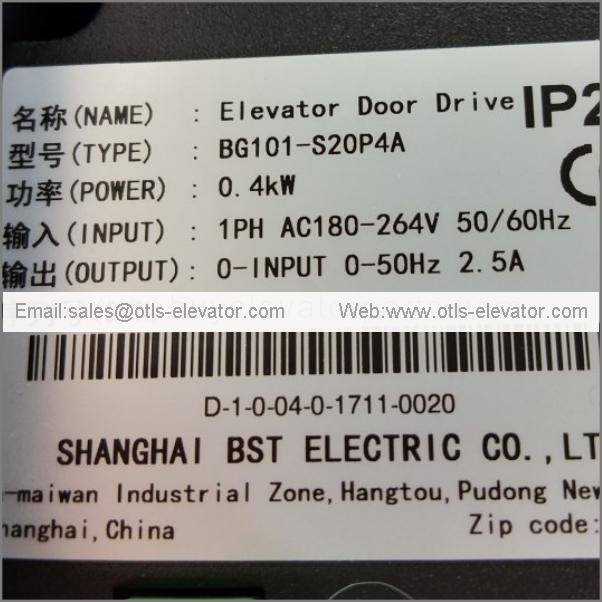 名称(NAME) : Elevator Door Drive IP2
型号(TYPE) : BG101-S20P4A
功率(POWER) : 0.4kW
输入(INPUT) : 1PH AC180-264V 50/60Hz
输出(OUTPUT) : 0-INPUT 0-50Hz 2.5A
Email:sales@otls-elevator.com Web:www.otls-elevator.com
D-1-0-04-0-1711-0020
SHANGHAI BST ELECTRIC CO.,LT
-maiwan Industrial Zone,Hangtou,Pudong New
hanghai,China Zip code: